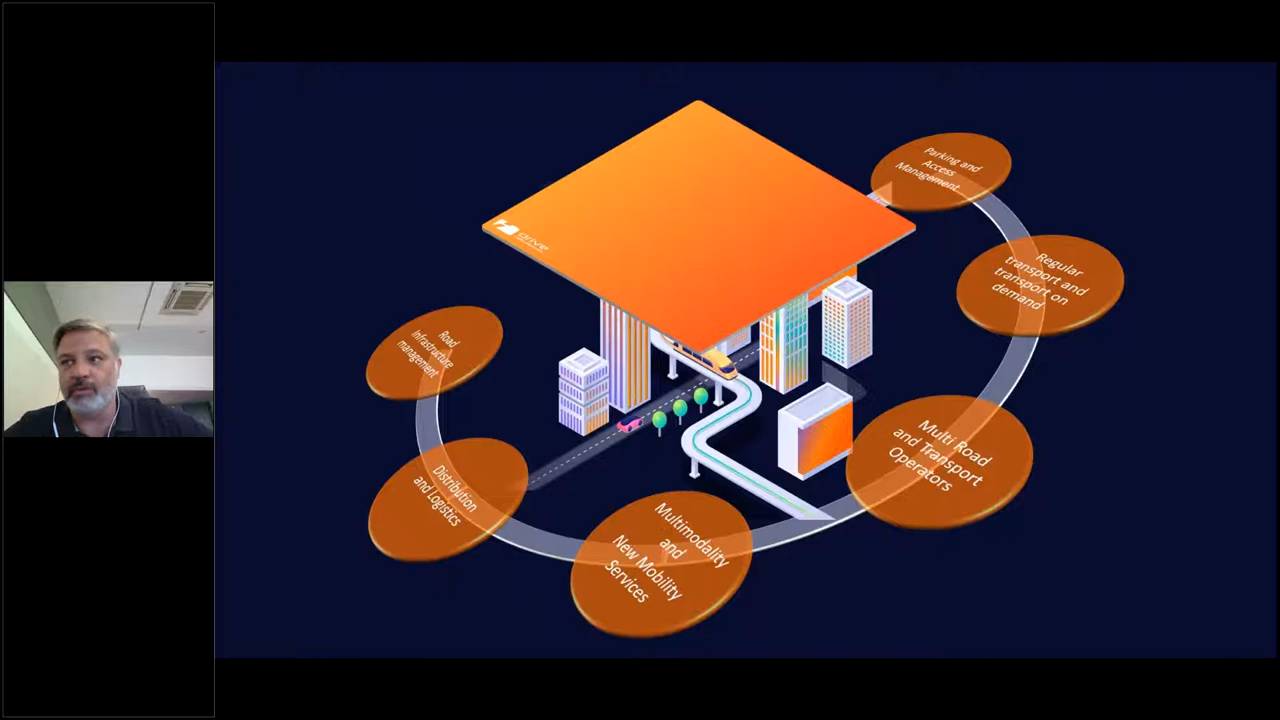 Parking and
Access
Management
Regular
transport and
transport on
demand
Multi Road
and Transport
Operators
Multimodality
and
New Mobility
Services
Distribution
and Logistics
Road
Infrastructure
management
drive